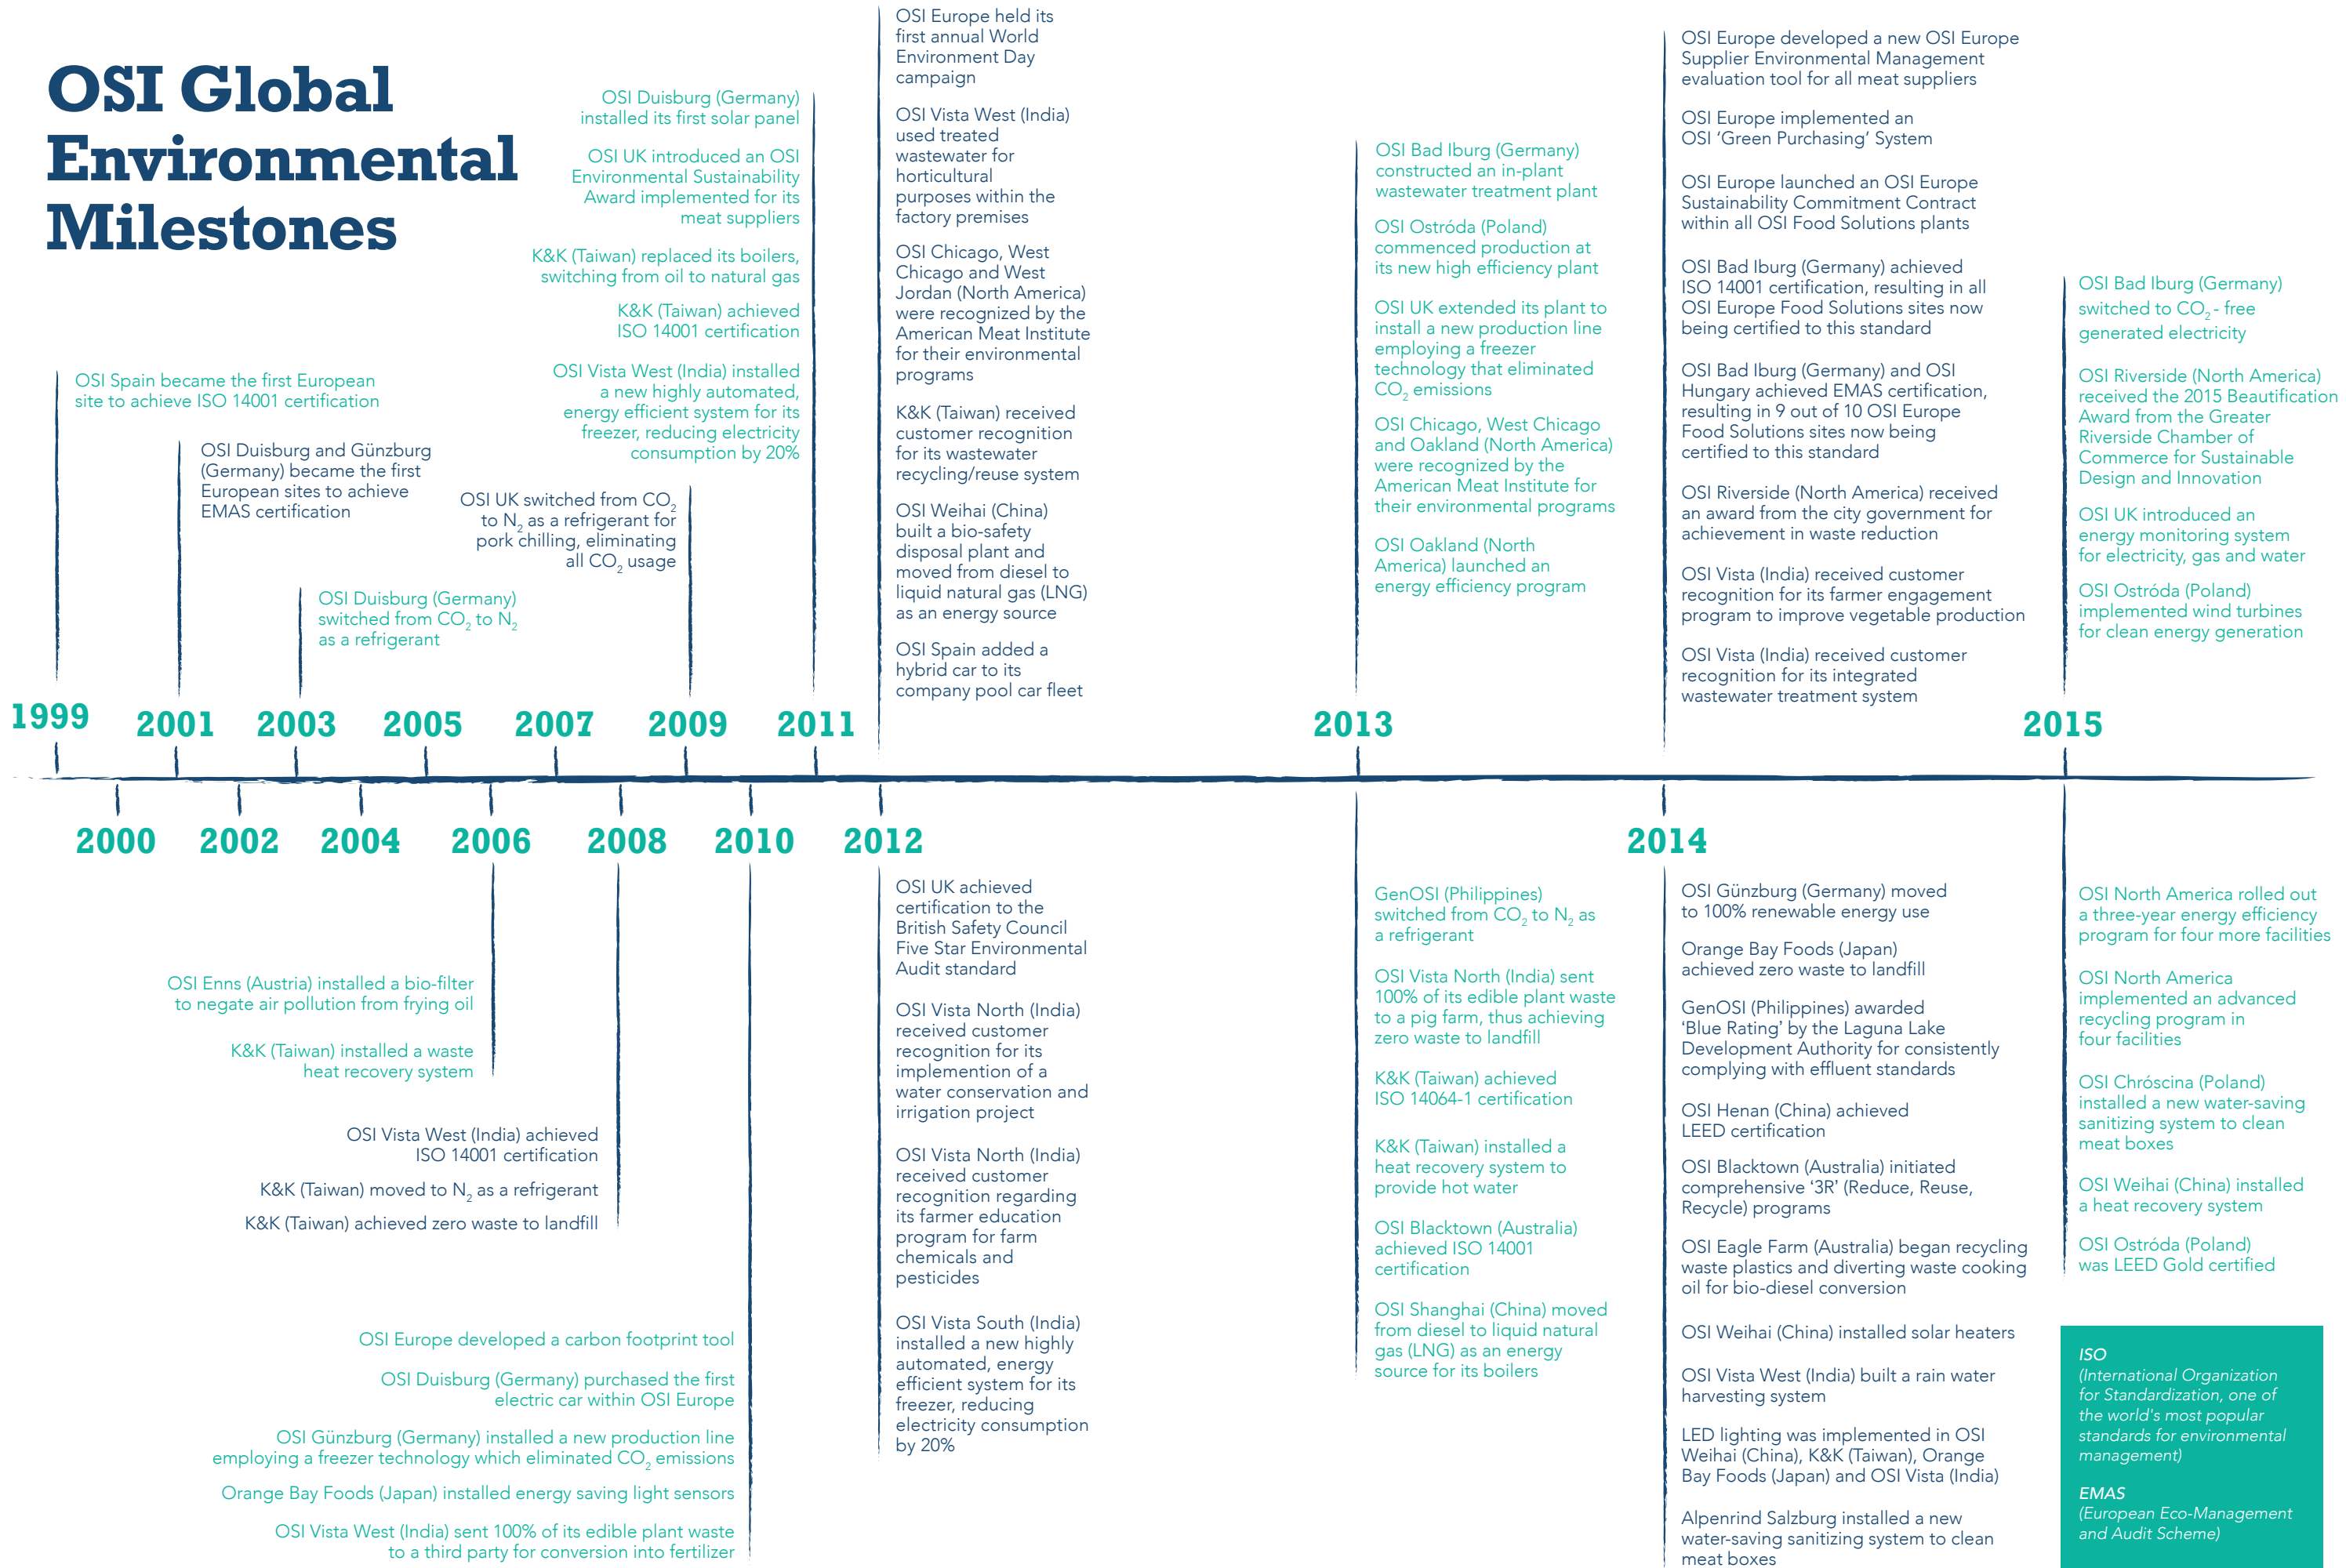 OSI Global
Environmental
Milestones
OSI Spain became the first European
site to achieve ISO 14001 certification
OSI Duisburg and Günzburg
(Germany) became the first
European sites to achieve
EMAS certification
OSI Duisburg (Germany)
switched from CO2 to N2
as a refrigerant
OSI UK switched from CO2
to N2 as a refrigerant for
pork chilling, eliminating
all CO2 usage
OSI Duisburg (Germany)
installed its first solar panel
OSI UK introduced an OSI
Environmental Sustainability
Award implemented for its
meat suppliers
K&K (Taiwan) replaced its boilers,
switching from oil to natural gas
K&K (Taiwan) achieved
ISO 14001 certification
OSI Vista West (India) installed
a new highly automated,
energy efficient system for its
freezer, reducing electricity
consumption by 20%
OSI Europe held its
first annual World
Environment Day
campaign
OSI Vista West (India)
used treated
wastewater for
horticultural
purposes within the
factory premises
OSI Chicago, West
Chicago and West
Jordan (North America)
were recognized by the
American Meat Institute
for their environmental
programs
K&K (Taiwan) received
customer recognition
for its wastewater
recycling/reuse system
OSI Weihai (China)
built a bio-safety
disposal plant and
moved from diesel to
liquid natural gas (LNG)
as an energy source
OSI Spain added a
hybrid car to its
company pool car fleet
OSI Bad Iburg (Germany)
constructed an in-plant
wastewater treatment plant
OSI Ostróda (Poland)
commenced production at
its new high efficiency plant
OSI UK extended its plant to
install a new production line
employing a freezer
technology that eliminated
CO2 emissions
OSI Chicago, West Chicago
and Oakland (North America)
were recognized by the
American Meat Institute for
their environmental programs
OSI Oakland (North
America) launched an
energy efficiency program
OSI Europe developed a new OSI Europe
Supplier Environmental Management
evaluation tool for all meat suppliers
OSI Europe implemented an
OSI ‘Green Purchasing’ System
OSI Europe launched an OSI Europe
Sustainability Commitment Contract
within all OSI Food Solutions plants
OSI Bad Iburg (Germany) achieved
ISO 14001 certification, resulting in all
OSI Europe Food Solutions sites now
being certified to this standard
OSI Bad Iburg (Germany) and OSI
Hungary achieved EMAS certification,
resulting in 9 out of 10 OSI Europe
Food Solutions sites now being
certified to this standard
OSI Riverside (North America) received
an award from the city government for
achievement in waste reduction
OSI Vista (India) received customer
recognition for its farmer engagement
program to improve vegetable production
OSI Vista (India) received customer
recognition for its integrated
wastewater treatment system
OSI Bad Iburg (Germany)
switched to CO2 - free
generated electricity
OSI Riverside (North America)
received the 2015 Beautification
Award from the Greater
Riverside Chamber of
Commerce for Sustainable
Design and Innovation
OSI UK introduced an
energy monitoring system
for electricity, gas and water
OSI Ostróda (Poland)
implemented wind turbines
for clean energy generation
1999 2001 2003 2005 2007 2009 2011 2013 2015
2000 2002 2004 2006 2008 2010 2012 2014
OSI Enns (Austria) installed a bio-filter
to negate air pollution from frying oil
K&K (Taiwan) installed a waste
heat recovery system
OSI Vista West (India) achieved
ISO 14001 certification
K&K (Taiwan) moved to N2 as a refrigerant
K&K (Taiwan) achieved zero waste to landfill
OSI Europe developed a carbon footprint tool
OSI Duisburg (Germany) purchased the first
electric car within OSI Europe
OSI Günzburg (Germany) installed a new production line
employing a freezer technology which eliminated CO2 emissions
Orange Bay Foods (Japan) installed energy saving light sensors
OSI Vista West (India) sent 100% of its edible plant waste
to a third party for conversion into fertilizer
OSI UK achieved
certification to the
British Safety Council
Five Star Environmental
Audit standard
OSI Vista North (India)
received customer
recognition for its
implemention of a
water conservation and
irrigation project
OSI Vista North (India)
received customer
recognition regarding
its farmer education
program for farm
chemicals and
pesticides
OSI Vista South (India)
installed a new highly
automated, energy
efficient system for its
freezer, reducing
electricity consumption
by 20%
GenOSI (Philippines)
switched from CO2 to N2 as
a refrigerant
OSI Vista North (India) sent
100% of its edible plant waste
to a pig farm, thus achieving
zero waste to landfill
K&K (Taiwan) achieved
ISO 14064-1 certification
K&K (Taiwan) installed a
heat recovery system to
provide hot water
OSI Blacktown (Australia)
achieved ISO 14001
certification
OSI Shanghai (China) moved
from diesel to liquid natural
gas (LNG) as an energy
source for its boilers
OSI Günzburg (Germany) moved
to 100% renewable energy use
Orange Bay Foods (Japan)
achieved zero waste to landfill
GenOSI (Philippines) awarded
‘Blue Rating’ by the Laguna Lake
Development Authority for consistently
complying with effluent standards
OSI Henan (China) achieved
LEED certification
OSI Blacktown (Australia) initiated
comprehensive ‘3R’ (Reduce, Reuse,
Recycle) programs
OSI Eagle Farm (Australia) began recycling
waste plastics and diverting waste cooking
oil for bio-diesel conversion
OSI Weihai (China) installed solar heaters
OSI Vista West (India) built a rain water
harvesting system
LED lighting was implemented in OSI
Weihai (China), K&K (Taiwan), Orange
Bay Foods (Japan) and OSI Vista (India)
Alpenrind Salzburg installed a new
water-saving sanitizing system to clean
meat boxes
OSI North America rolled out
a three-year energy efficiency
program for four more facilities
OSI North America
implemented an advanced
recycling program in
four facilities
OSI Chróscina (Poland)
installed a new water-saving
sanitizing system to clean
meat boxes
OSI Weihai (China) installed
a heat recovery system
OSI Ostróda (Poland)
was LEED Gold certified
ISO
(International Organization
for Standardization, one of
the world's most popular
standards for environmental
management)
EMAS
(European Eco-Management
and Audit Scheme)